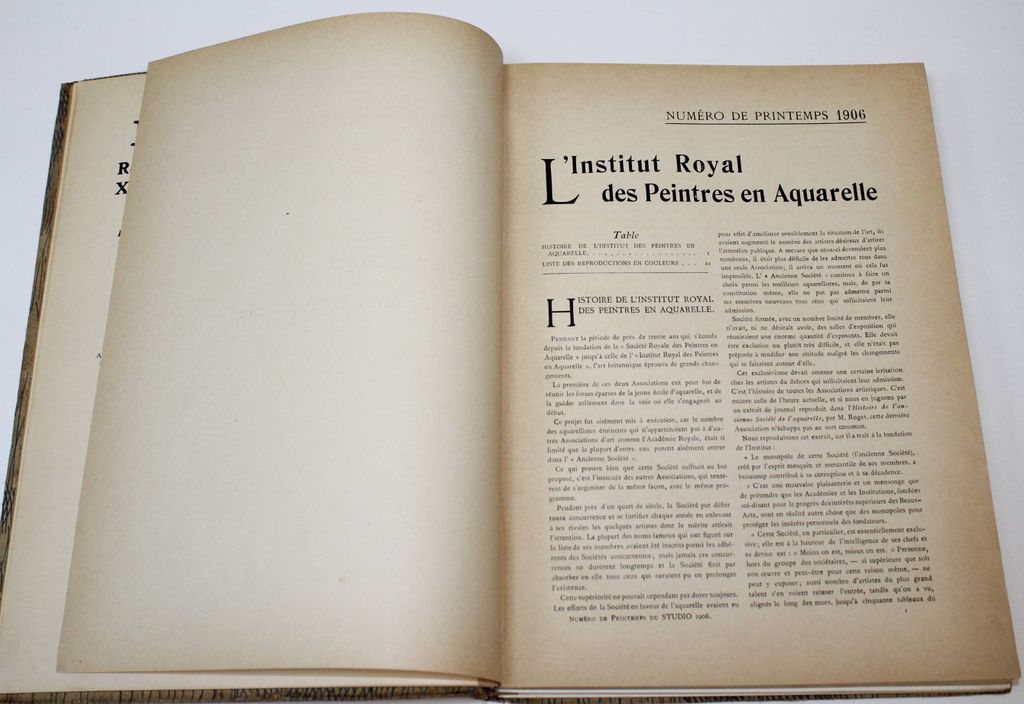 R
X
A
NUMÉRO DE PRINTEMPS 1906
L'Institut Royal
des Peintres en Aquarelle
Table
HISTOIRE DE L'INSTITUT DES PEINTRES EN
AQUARELLE. . . . . . . . . . . . . . . . . . . 1
LISTE DES REPRODUCTIONS EN COULEURS . . . 10
HISTOIRE DE L'INSTITUT ROYAL
DES PEINTRES EN AQUARELLE.
PENDANT la période de près de trente ans qui s'écoula
depuis la fondation de la « Société Royale des Peintres en
Aquarelle » jusqu'à celle de l' « Institut Royal des Peintres
en Aquarelle », l'art britannique éprouva de grands chan-
gements.
La première de ces deux Associations eut pour but de
réunir les forces éparses de la jeune école d'aquarelle, et de
la guider utilement dans la voie où elle s'engageait au
début.
Ce projet fut aisément mis à exécution, car le nombre
des aquarellistes éminents qui n'appartenaient pas à d'au-
tres Associations d'art comme l'Académie Royale, était si
limité que la plupart d'entre eux purent aisément entrer
dans l' « Ancienne Société ».
Ce qui prouve bien que cette Société suffisait au but
proposé, c'est l'insuccès des autres Associations, qui tentè-
rent de s'organiser de la même façon, avec le même pro-
gramme.
Pendant près d'un quart de siècle, la Société put défier
toute concurrence et se fortifier chaque année en enlevant
à ses rivales les quelques artistes dont le mérite attirait
l'attention. La plupart des noms fameux qui ont figuré sur
la liste de ses membres avaient été inscrits parmi les adhé-
rents des Sociétés concurrentes ; mais jamais ces concur-
rences ne durèrent longtemps et la Société finit par
absorber en elle tous ceux qui auraient pu en prolonger
l'existence.
Cette supériorité ne pouvait cependant pas durer toujours.
Les efforts de la Société en faveur de l'aquarelle avaient eu
NUMÉRO DE PRINTEMPS DU STUDIO 1906.
pour effet d'améliorer sensiblement la situation de l'art, ils
avaient augmenté le nombre des artistes désireux d'attirer
l'attention publique. A mesure que ceux-ci devenaient plus
nombreux, il était plus difficile de les admettre tous dans
une seule Association ; il arriva un moment où cela fut
impossible. L' « Ancienne Société » continua à faire un
choix parmi les meilleurs aquarellistes, mais, de par sa
constitution même, elle ne put pas admettre parmi
ses membres nouveaux tous ceux qui sollicitaient leur
admission.
Société fermée, avec un nombre limité de membres, elle
n'avait, ni ne désirait avoir, des salles d'exposition qui
réuniraient une énorme quantité d'exposants. Elle devait
être exclusive ou plutôt très difficile, et elle n'était pas
préparée à modifier son attitude malgré les changements
qui se faisaient autour d'elle.
Cet exclusivisme devait amener une certaine irritation
chez les artistes du dehors qui sollicitaient leur admission.
C'est l'histoire de toutes les Associations artistiques. C'est
encore celle de l'heure actuelle, et si nous en jugeons par
un extrait de journal reproduit dans l'Histoire de l'an-
cienne Société de l'aquarelle, par M. Roget, cette dernière
Association n'échappa pas au sort commun.
Nous reproduisons cet extrait, car il a trait à la fondation
de l'Institut :
« Le monopole de cette Société (l'ancienne Société),
créé par l'esprit mesquin et mercantile de ses membres, a
beaucoup contribué à sa corruption et à sa décadence.
« C'est une mauvaise plaisanterie et un mensonge que
de prétendre que les Académies et les Institutions, fondées
soi-disant pour le progrès des intérêts supérieurs des Beaux-
Arts, sont en réalité autre chose que des monopoles pour
protéger les intérêts personnels des fondateurs.
« Cette Société, en particulier, est essentiellement exclu-
sive ; elle est à la hauteur de l'intelligence de ses chefs et
sa devise est : « Moins on est, mieux on est. » Personne,
hors du groupe des sociétaires, — si supérieure que soit
son œuvre et peut-être pour cette raison même, — ne
peut y exposer ; aussi nombre d'artistes du plus grand
talent s'en voient refuser l'entrée, tandis qu'on a vu,
alignés le long des murs, jusqu'à cinquante tableaux du
1